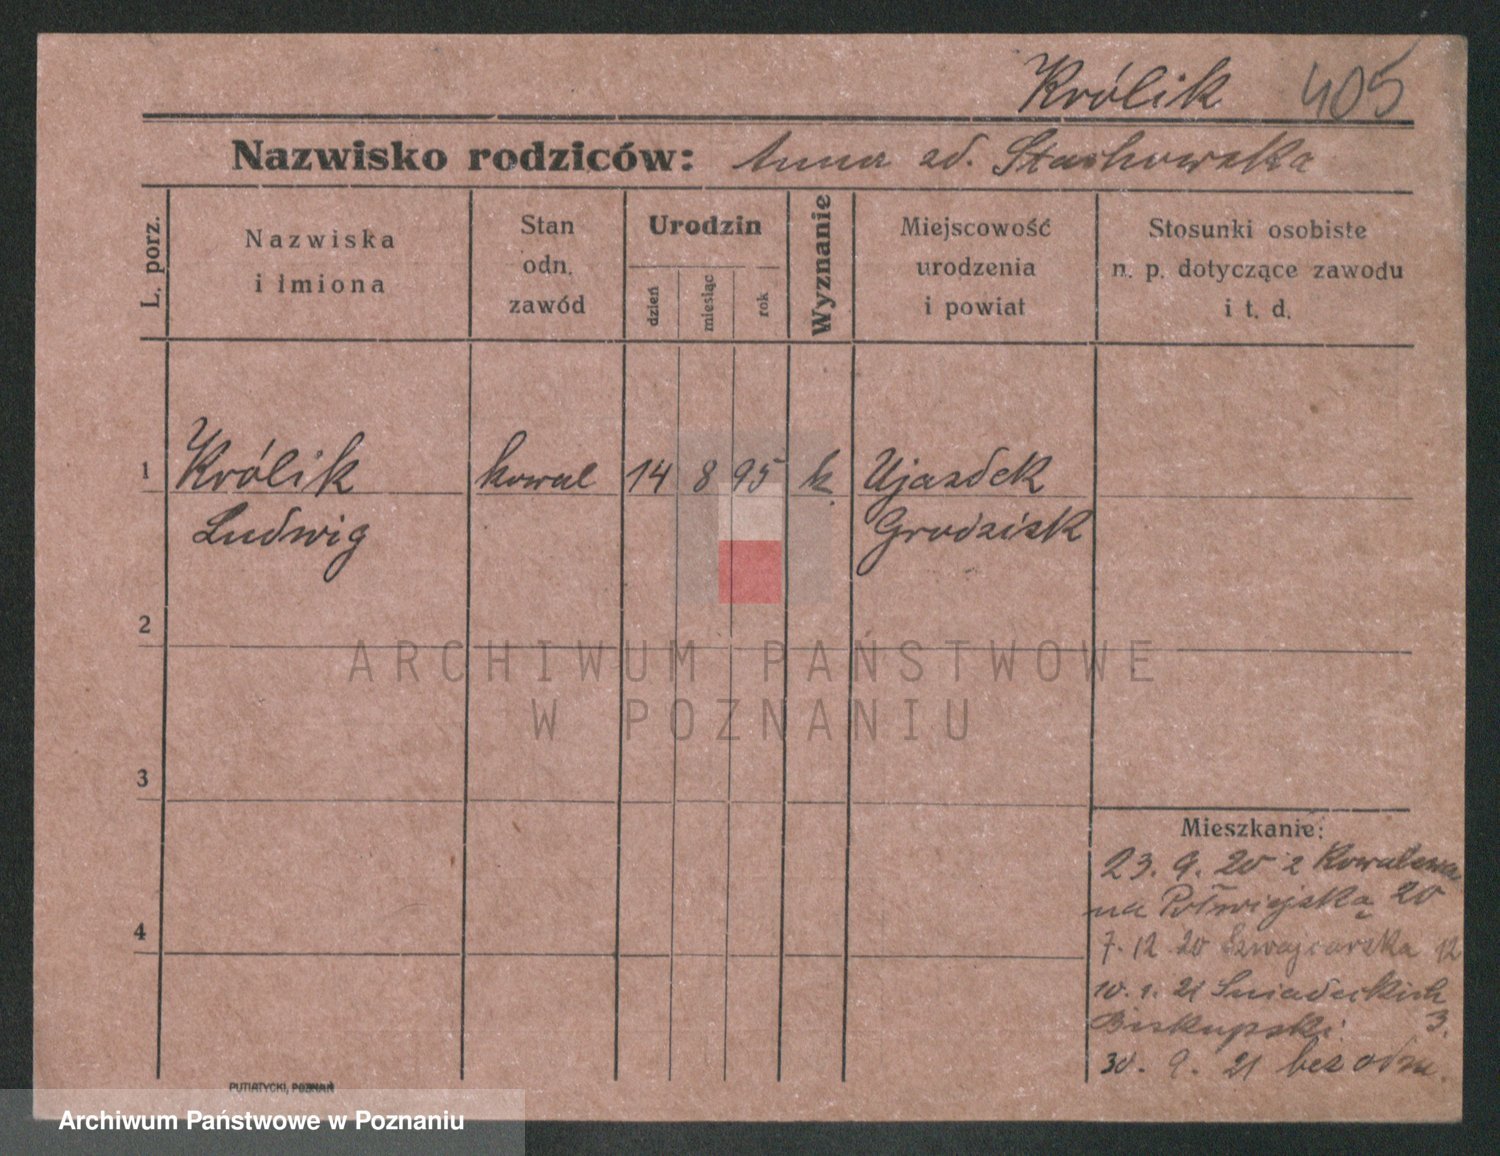 Królik 405
Nazwisko rodziców: Anna zd. Stachowska
L. porz.
Nazwiska
i imiona
Stan
odn.
zawód
Urodzin
dzień
miesiąc
rok
Wyznanie
Miejscowość
urodzenia
i powiat
Stosunki osobiste
n. p. dotyczące zawodu
i t. d.
1 Królik kowal 14 8 95 k. Ujazdek
Ludwig Grodzisk
2
ARCHIWUM PAŃSTWOWE
W POZNANIU
3
Mieszkanie:
23. 9. 20 z Kowalewa
na Półwiejską 20
4
7. 12 20 Szwajcarska 12
10. 1. 21 Śniadeckich
Biskupski 3.
30. 9. 21 bez odm.
PUTIATYCKI, POZNAŃ
Archiwum Państwowe w Poznaniu